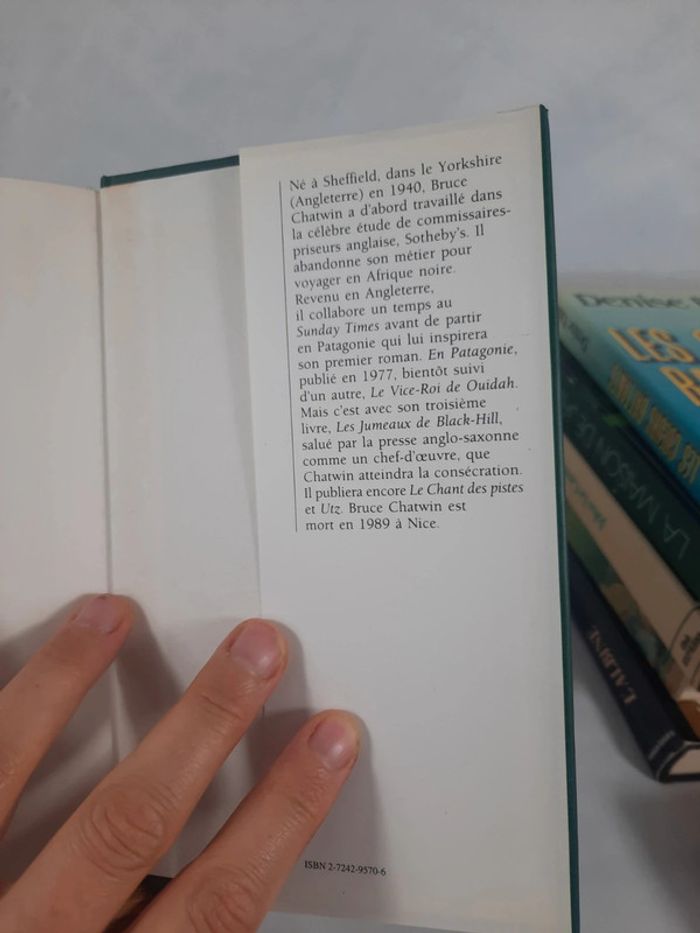 Né à Sheffield, dans le Yorkshire
(Angleterre) en 1940, Bruce
Chatwin a d'abord travaillé dans
la célèbre étude de commissaires-
priseurs anglaise, Sotheby's. Il
abandonne son métier pour
voyager en Afrique noire.
Revenu en Angleterre,
il collabore un temps au
Sunday Times avant de partir
en Patagonie qui lui inspirera
son premier roman. En Patagonie,
publié en 1977, bientôt suivi
d'un autre, Le Vice-Roi de Ouidah.
Mais c'est avec son troisième
livre, Les Jumeaux de Black-Hill,
salué par la presse anglo-saxonne
comme un chef-d'œuvre, que
Chatwin atteindra la consécration.
Il publiera encore Le Chant des pistes
et Utz. Bruce Chatwin est
mort en 1989 à Nice.
ISBN 2-7242-9570-6
Denise
LES
LA MAISON DE